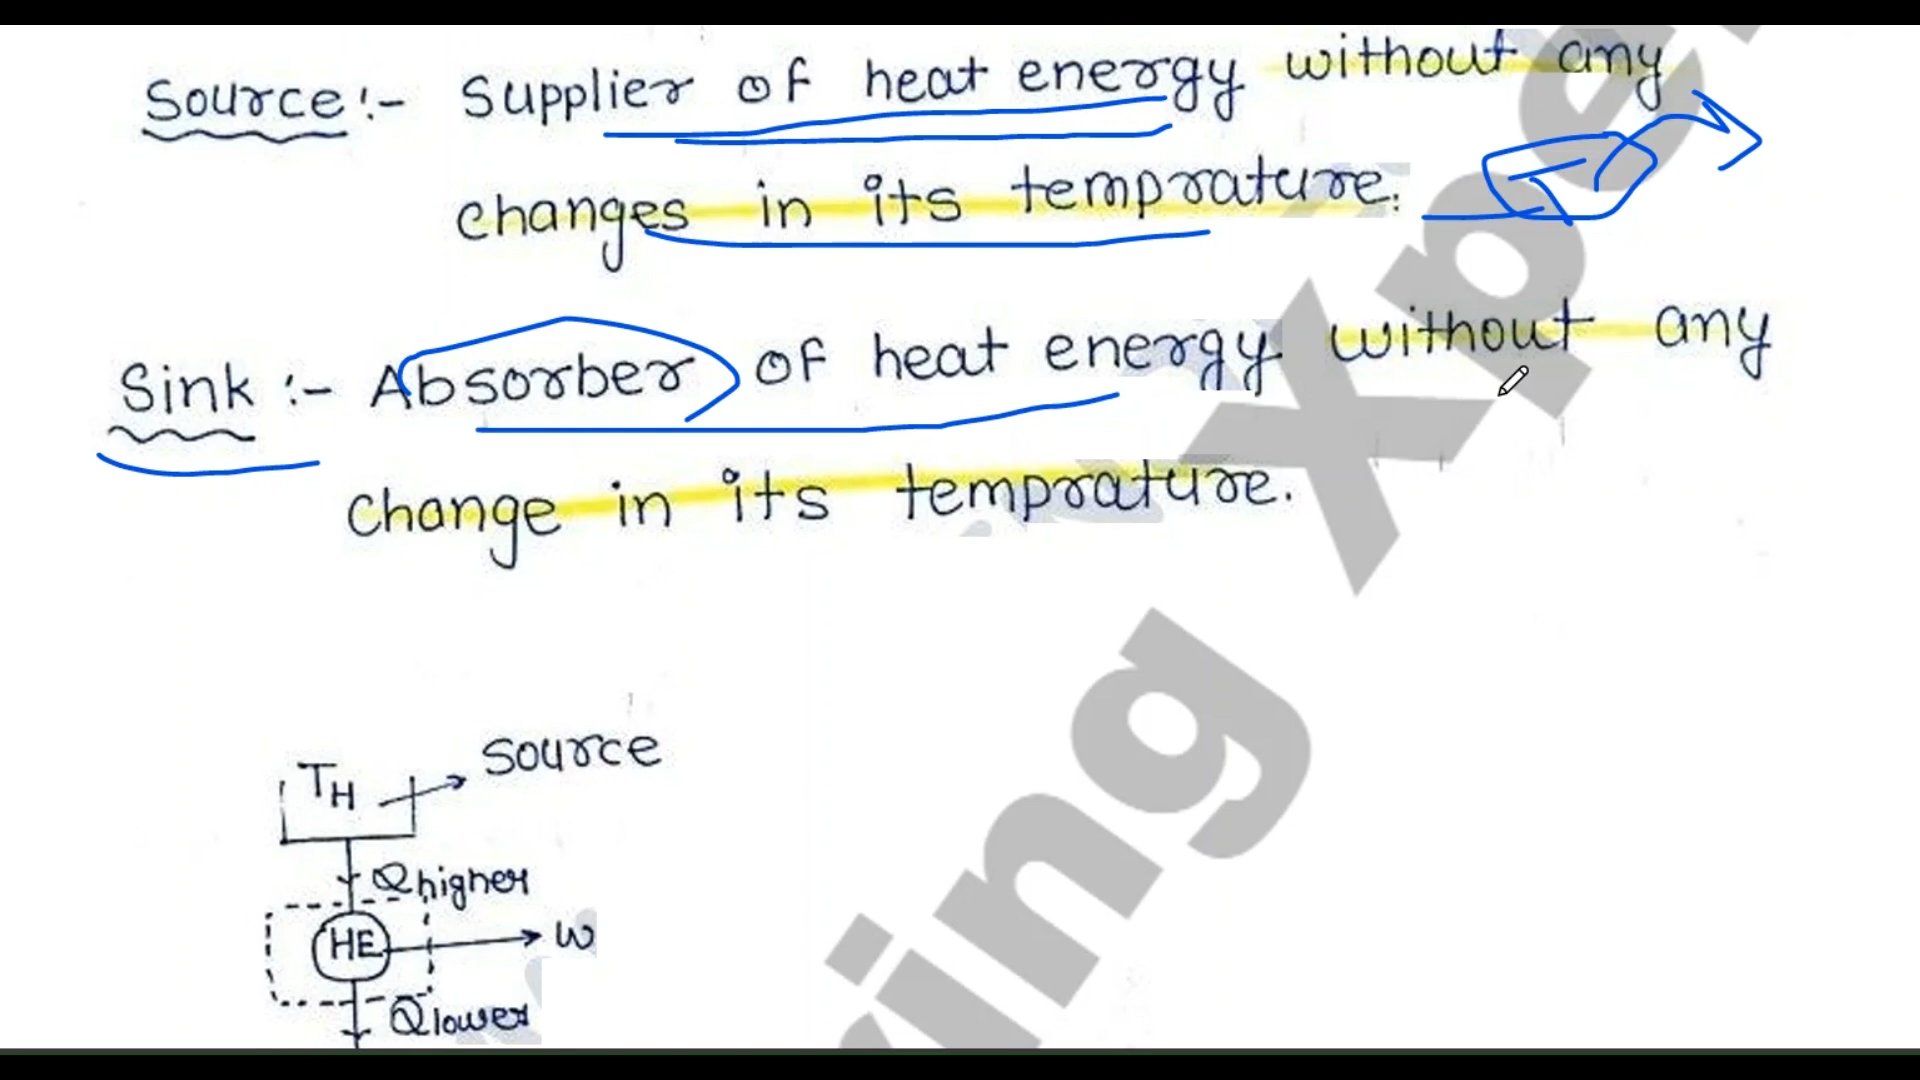 Source :- Supplier of heat energy without any
changes in its temprature.
Sink :- Absorber of heat energy without any
change in its temprature.
TH → Source
Qhigher
HE → W
Qlower